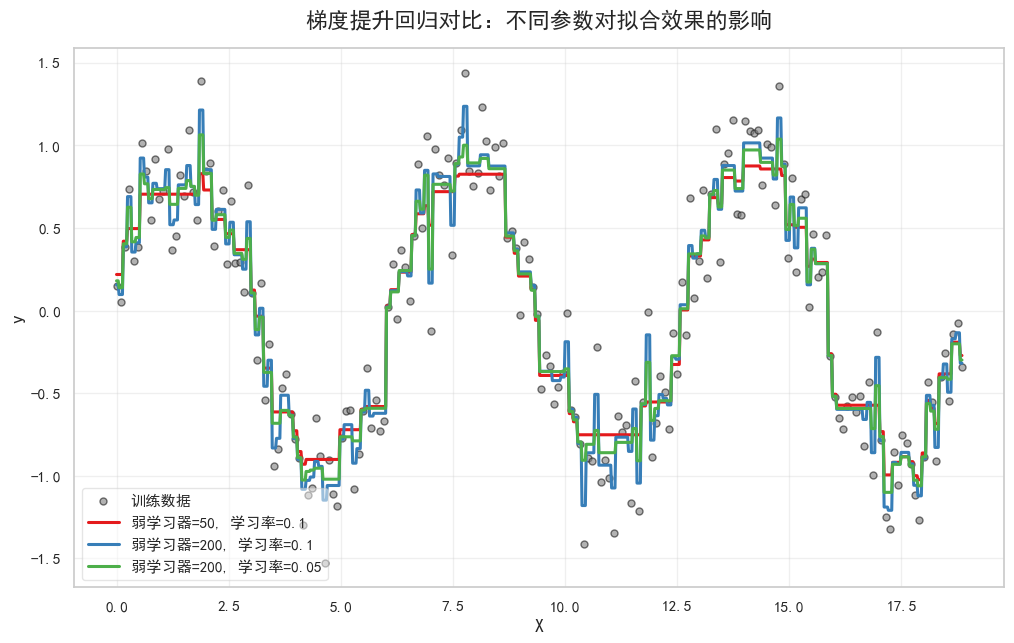 梯度提升回归对比：不同参数对拟合效果的影响
y
1.5
1.0
0.5
0.0
−0.5
−1.0
−1.5
训练数据
弱学习器=50, 学习率=0.1
弱学习器=200, 学习率=0.1
弱学习器=200, 学习率=0.05
0.0 2.5 5.0 7.5 10.0 12.5 15.0 17.5
X